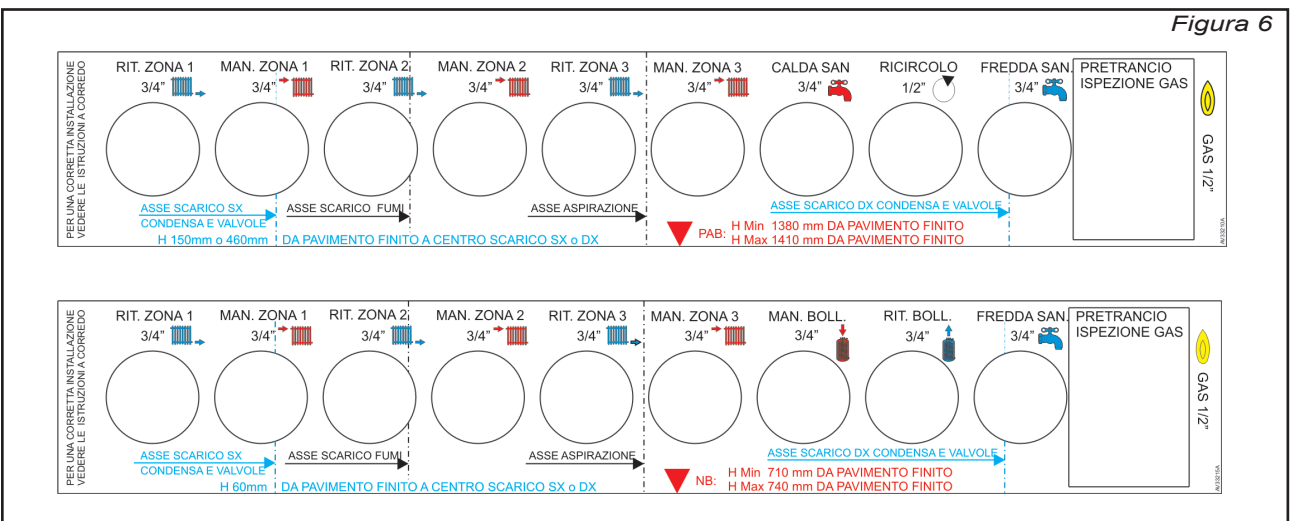 Figura 6
PER UNA CORRETTA INSTALLAZIONE
VEDERE LE ISTRUZIONI A CORREDO
RIT. ZONA 1
3/4”
MAN. ZONA 1
3/4”
RIT. ZONA 2
3/4”
MAN. ZONA 2
3/4”
RIT. ZONA 3
3/4”
MAN. ZONA 3
3/4”
CALDA SAN
3/4”
RICIRCOLO
1/2”
FREDDA SAN.
3/4”
PRETRANCIO
ISPEZIONE GAS
GAS 1/2”
ASSE SCARICO SX
CONDENSA E VALVOLE
ASSE SCARICO FUMI
ASSE ASPIRAZIONE
ASSE SCARICO DX CONDENSA E VALVOLE
H 150mm o 460mm DA PAVIMENTO FINITO A CENTRO SCARICO SX o DX
PAB: H Min 1380 mm DA PAVIMENTO FINITO
H Max 1410 mm DA PAVIMENTO FINITO
PER UNA CORRETTA INSTALLAZIONE
VEDERE LE ISTRUZIONI A CORREDO
RIT. ZONA 1
3/4”
MAN. ZONA 1
3/4”
RIT. ZONA 2
3/4”
MAN. ZONA 2
3/4”
RIT. ZONA 3
3/4”
MAN. ZONA 3
3/4”
MAN. BOLL.
3/4”
RIT. BOLL.
3/4”
FREDDA SAN.
3/4”
PRETRANCIO
ISPEZIONE GAS
GAS 1/2”
ASSE SCARICO SX
CONDENSA E VALVOLE
ASSE SCARICO FUMI
ASSE ASPIRAZIONE
ASSE SCARICO DX CONDENSA E VALVOLE
H 60mm DA PAVIMENTO FINITO A CENTRO SCARICO SX o DX
NB: H Min 710 mm DA PAVIMENTO FINITO
H Max 740 mm DA PAVIMENTO FINITO